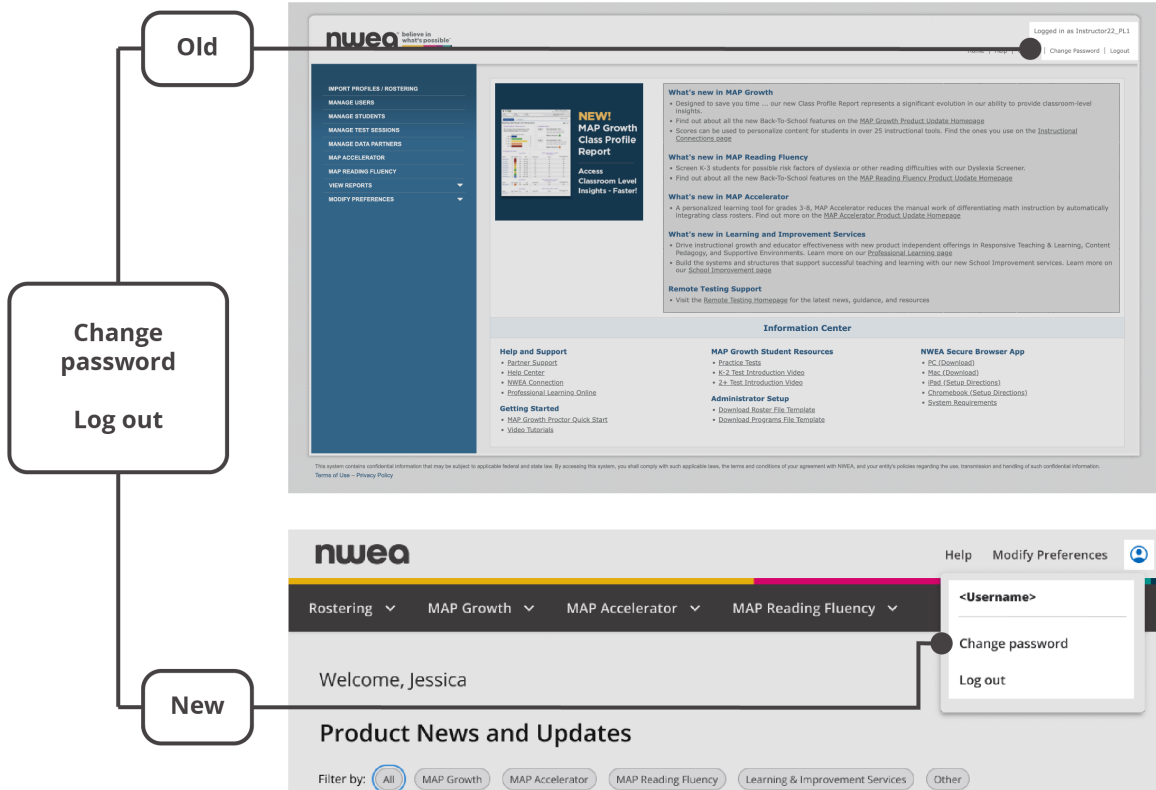 Old
Change
password
Log out
New
nwea believe in
what's possible
Logged in as Instructor22_PL1
Home | Help | Change Password | Logout
IMPORT PROFILES / ROSTERING
MANAGE USERS
MANAGE STUDENTS
MANAGE TEST SESSIONS
MANAGE DATA PARTNERS
MAP ACCELERATOR
MAP READING FLUENCY
VIEW REPORTS
MODIFY PREFERENCES
NEW!
MAP Growth
Class Profile
Report
Access
Classroom Level
Insights - Faster!
What's new in MAP Growth
• Designed to save you time ... our new Class Profile Report represents a significant evolution in our ability to provide classroom-level
insights.
• Find out about all the new Back-To-School features on the MAP Growth Product Update Homepage
• Scores can be used to personalize content for students in over 25 instructional tools. Find the ones you use on the Instructional
Connections page
What's new in MAP Reading Fluency
• Screen K-3 students for possible risk factors of dyslexia or other reading difficulties with our Dyslexia Screener.
• Find out about all the new Back-To-School features on the MAP Reading Fluency Product Update Homepage
What's new in MAP Accelerator
• A personalized learning tool for grades 3-8, MAP Accelerator reduces the manual work of differentiating math instruction by automatically
integrating class rosters. Find out more on the MAP Accelerator Product Update Homepage
What's new in Learning and Improvement Services
• Drive instructional growth and educator effectiveness with new product independent offerings in Responsive Teaching & Learning, Content
Pedagogy, and Supportive Environments. Learn more on our Professional Learning page
• Build the systems and structures that support successful teaching and learning with our new School Improvement services. Learn more on
our School Improvement page
Remote Testing Support
• Visit the Remote Testing Homepage for the latest news, guidance, and resources
Information Center
Help and Support
• Partner Support
• Help Center
• NWEA Connection
• Professional Learning Online
Getting Started
• MAP Growth Proctor Quick Start
• Video Tutorials
MAP Growth Student Resources
• Practice Tests
• K-2 Test Introduction Video
• 2+ Test Introduction Video
Administrator Setup
• Download Roster File Template
• Download Programs File Template
NWEA Secure Browser App
• PC (Download)
• Mac (Download)
• iPad (Setup Directions)
• Chromebook (Setup Directions)
• System Requirements
This system contains confidential information that may be subject to applicable federal and state law. By accessing this system, you shall comply with such applicable laws, the terms and conditions of your agreement with NWEA, and your entity's policies regarding the use, transmission and handling of such confidential information.
Terms of Use – Privacy Policy
nwea
Help Modify Preferences
Rostering MAP Growth MAP Accelerator MAP Reading Fluency
<Username>
Change password
Log out
Welcome, Jessica
Product News and Updates
Filter by: All MAP Growth MAP Accelerator MAP Reading Fluency Learning & Improvement Services Other